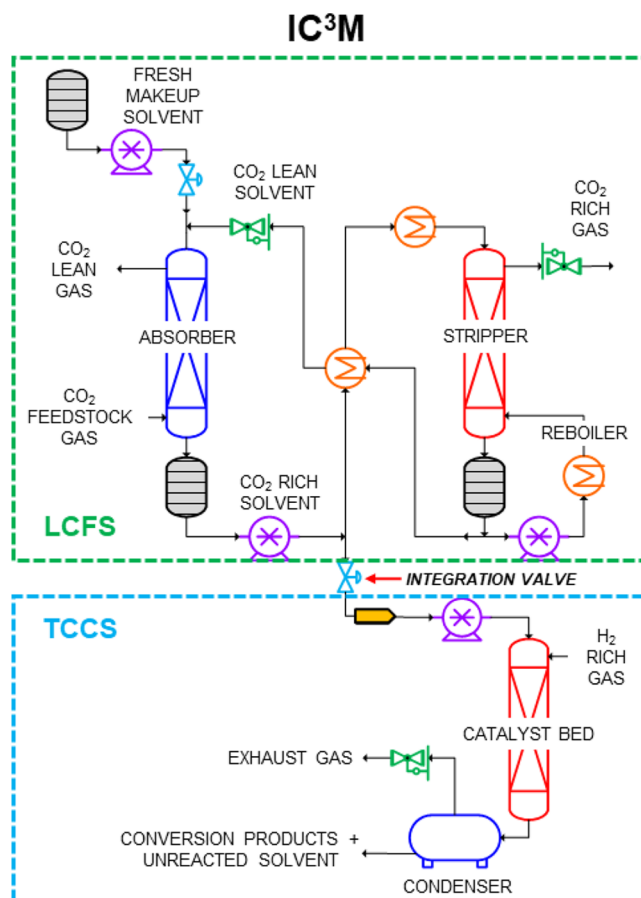 IC³M
FRESH
MAKEUP
SOLVENT
CO₂ LEAN
SOLVENT
CO₂
RICH
GAS
CO₂
LEAN
GAS
ABSORBER
STRIPPER
CO₂
FEEDSTOCK
GAS
REBOILER
CO₂ RICH
SOLVENT
LCFS
INTEGRATION VALVE
TCCS
H₂
RICH
GAS
CATALYST BED
EXHAUST GAS
CONVERSION PRODUCTS +
UNREACTED SOLVENT
CONDENSER